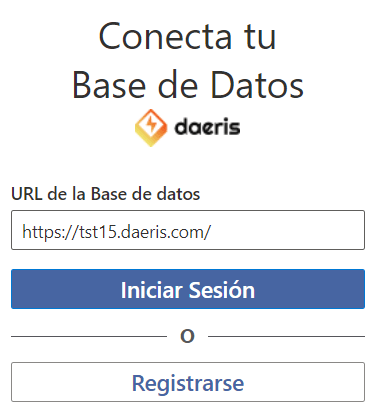 Conecta tu
Base de Datos
daeris
URL de la Base de datos
https://tst15.daeris.com/
Iniciar Sesión
O
Registrarse